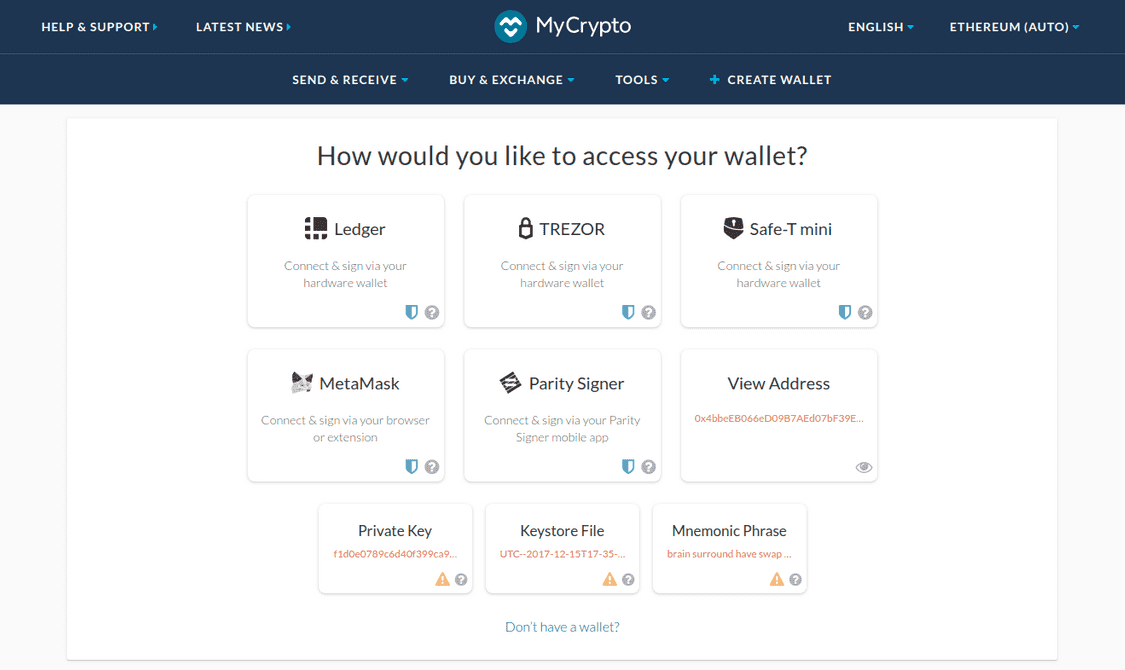 HELP & SUPPORT
LATEST NEWS
MyCrypto
ENGLISH
ETHEREUM (AUTO)
SEND & RECEIVE
BUY & EXCHANGE
TOOLS
CREATE WALLET
How would you like to access your wallet?
Ledger
Connect & sign via your
hardware wallet
TREZOR
Connect & sign via your
hardware wallet
Safe-T mini
Connect & sign via your
hardware wallet
MetaMask
Connect & sign via your browser
or extension
Parity Signer
Connect & sign via your Parity
Signer mobile app
View Address
0x4bbeEB066eD09B7AEd07bF39E...
Private Key
f1d0e0789c6d40f399ca9...
Keystore File
UTC--2017-12-15T17-35-...
Mnemonic Phrase
brain surround have swap ...
Don't have a wallet?